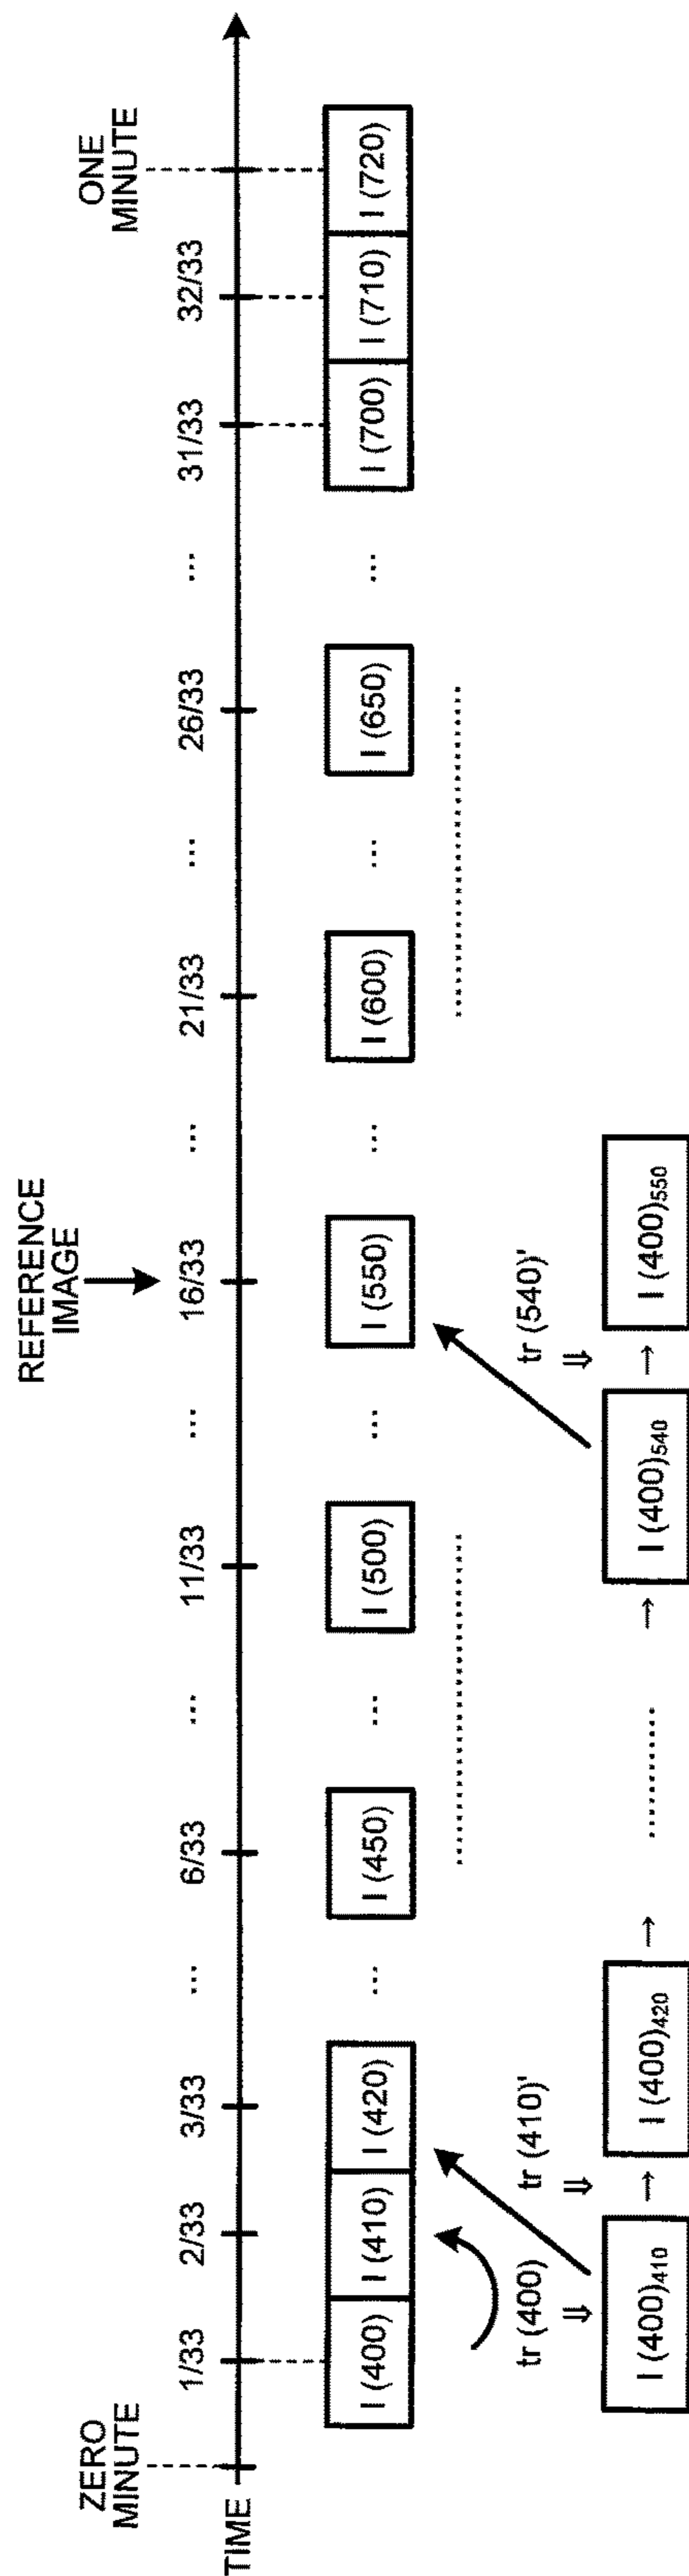 REFERENCE
IMAGE
ZERO
MINUTE
ONE
MINUTE
1/33 2/33 3/33 ... 6/33 ... 11/33 ... 16/33 ... 21/33 ... 26/33 ... 31/33 32/33
TIME
I (400) I (410) I (420) ... I (450) ... I (500) ... I (550) ... I (600) ... I (650) ... I (700) I (710) I (720)
tr (400) tr (410)' tr (540)'
⇓ ⇓ ⇓
I (400)410 → I (400)420 → .......... → I (400)540 → I (400)550